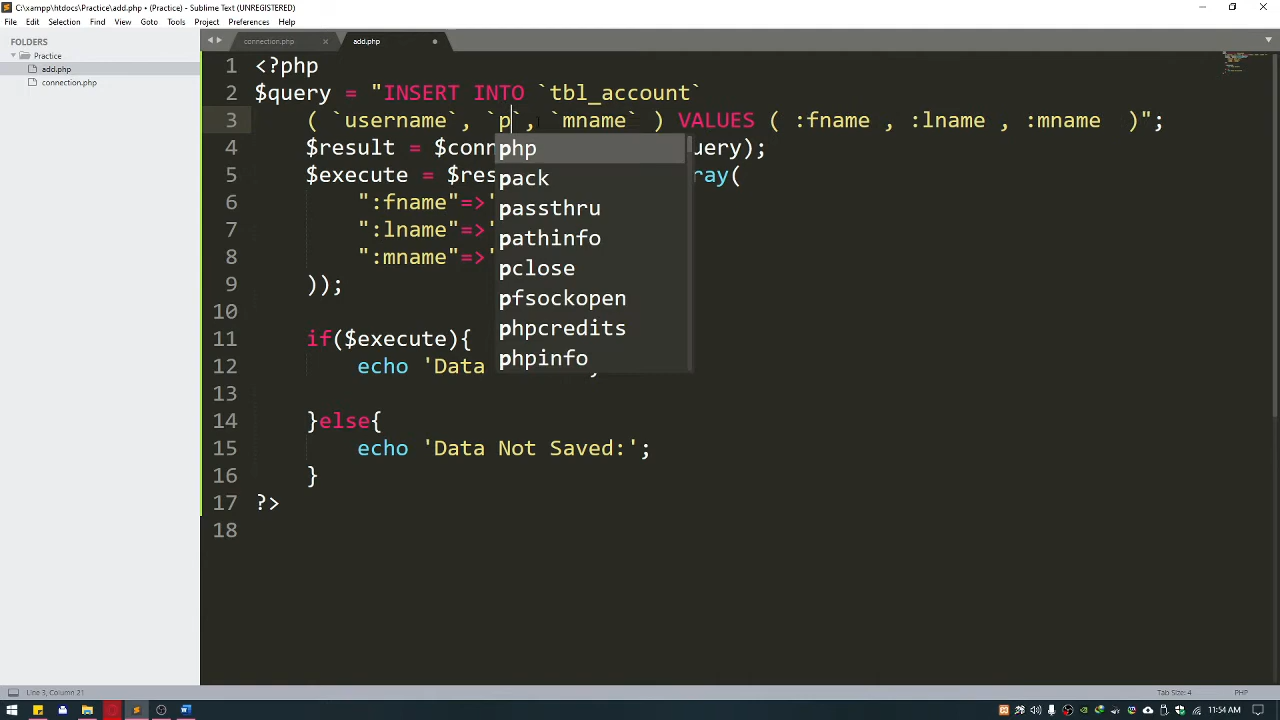 C:\xampp\htdocs\Practice\add.php • (Practice) - Sublime Text (UNREGISTERED)
File Edit Selection Find View Goto Tools Project Preferences Help
FOLDERS
Practice
add.php
connection.php
connection.php
add.php
1 <?php
2 $query = "INSERT INTO `tbl_account`
3 ( `username`, `p`, `mname` ) VALUES ( :fname , :lname , :mname )";
4 $result = $conn uery);
5 $execute = $res ray(
6 ":fname"=>'
7 ":lname"=>'
8 ":mname"=>'
9 ));
10
11 if($execute){
12 echo 'Data
13
14 }else{
15 echo 'Data Not Saved:';
16 }
17 ?>
18
php
pack
passthru
pathinfo
pclose
pfsockopen
phpcredits
phpinfo
Line 3, Column 21
Tab Size: 4
PHP
11:54 AM